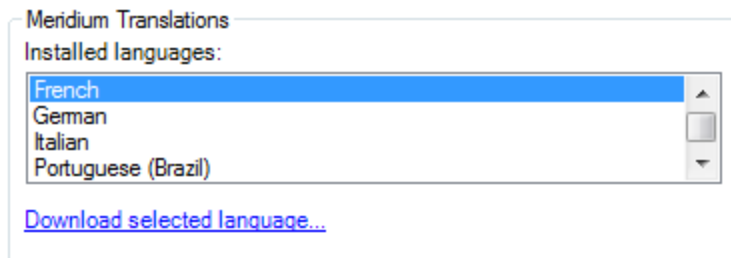 Meridium Translations
Installed languages:
French
German
Italian
Portuguese (Brazil)
Download selected language...